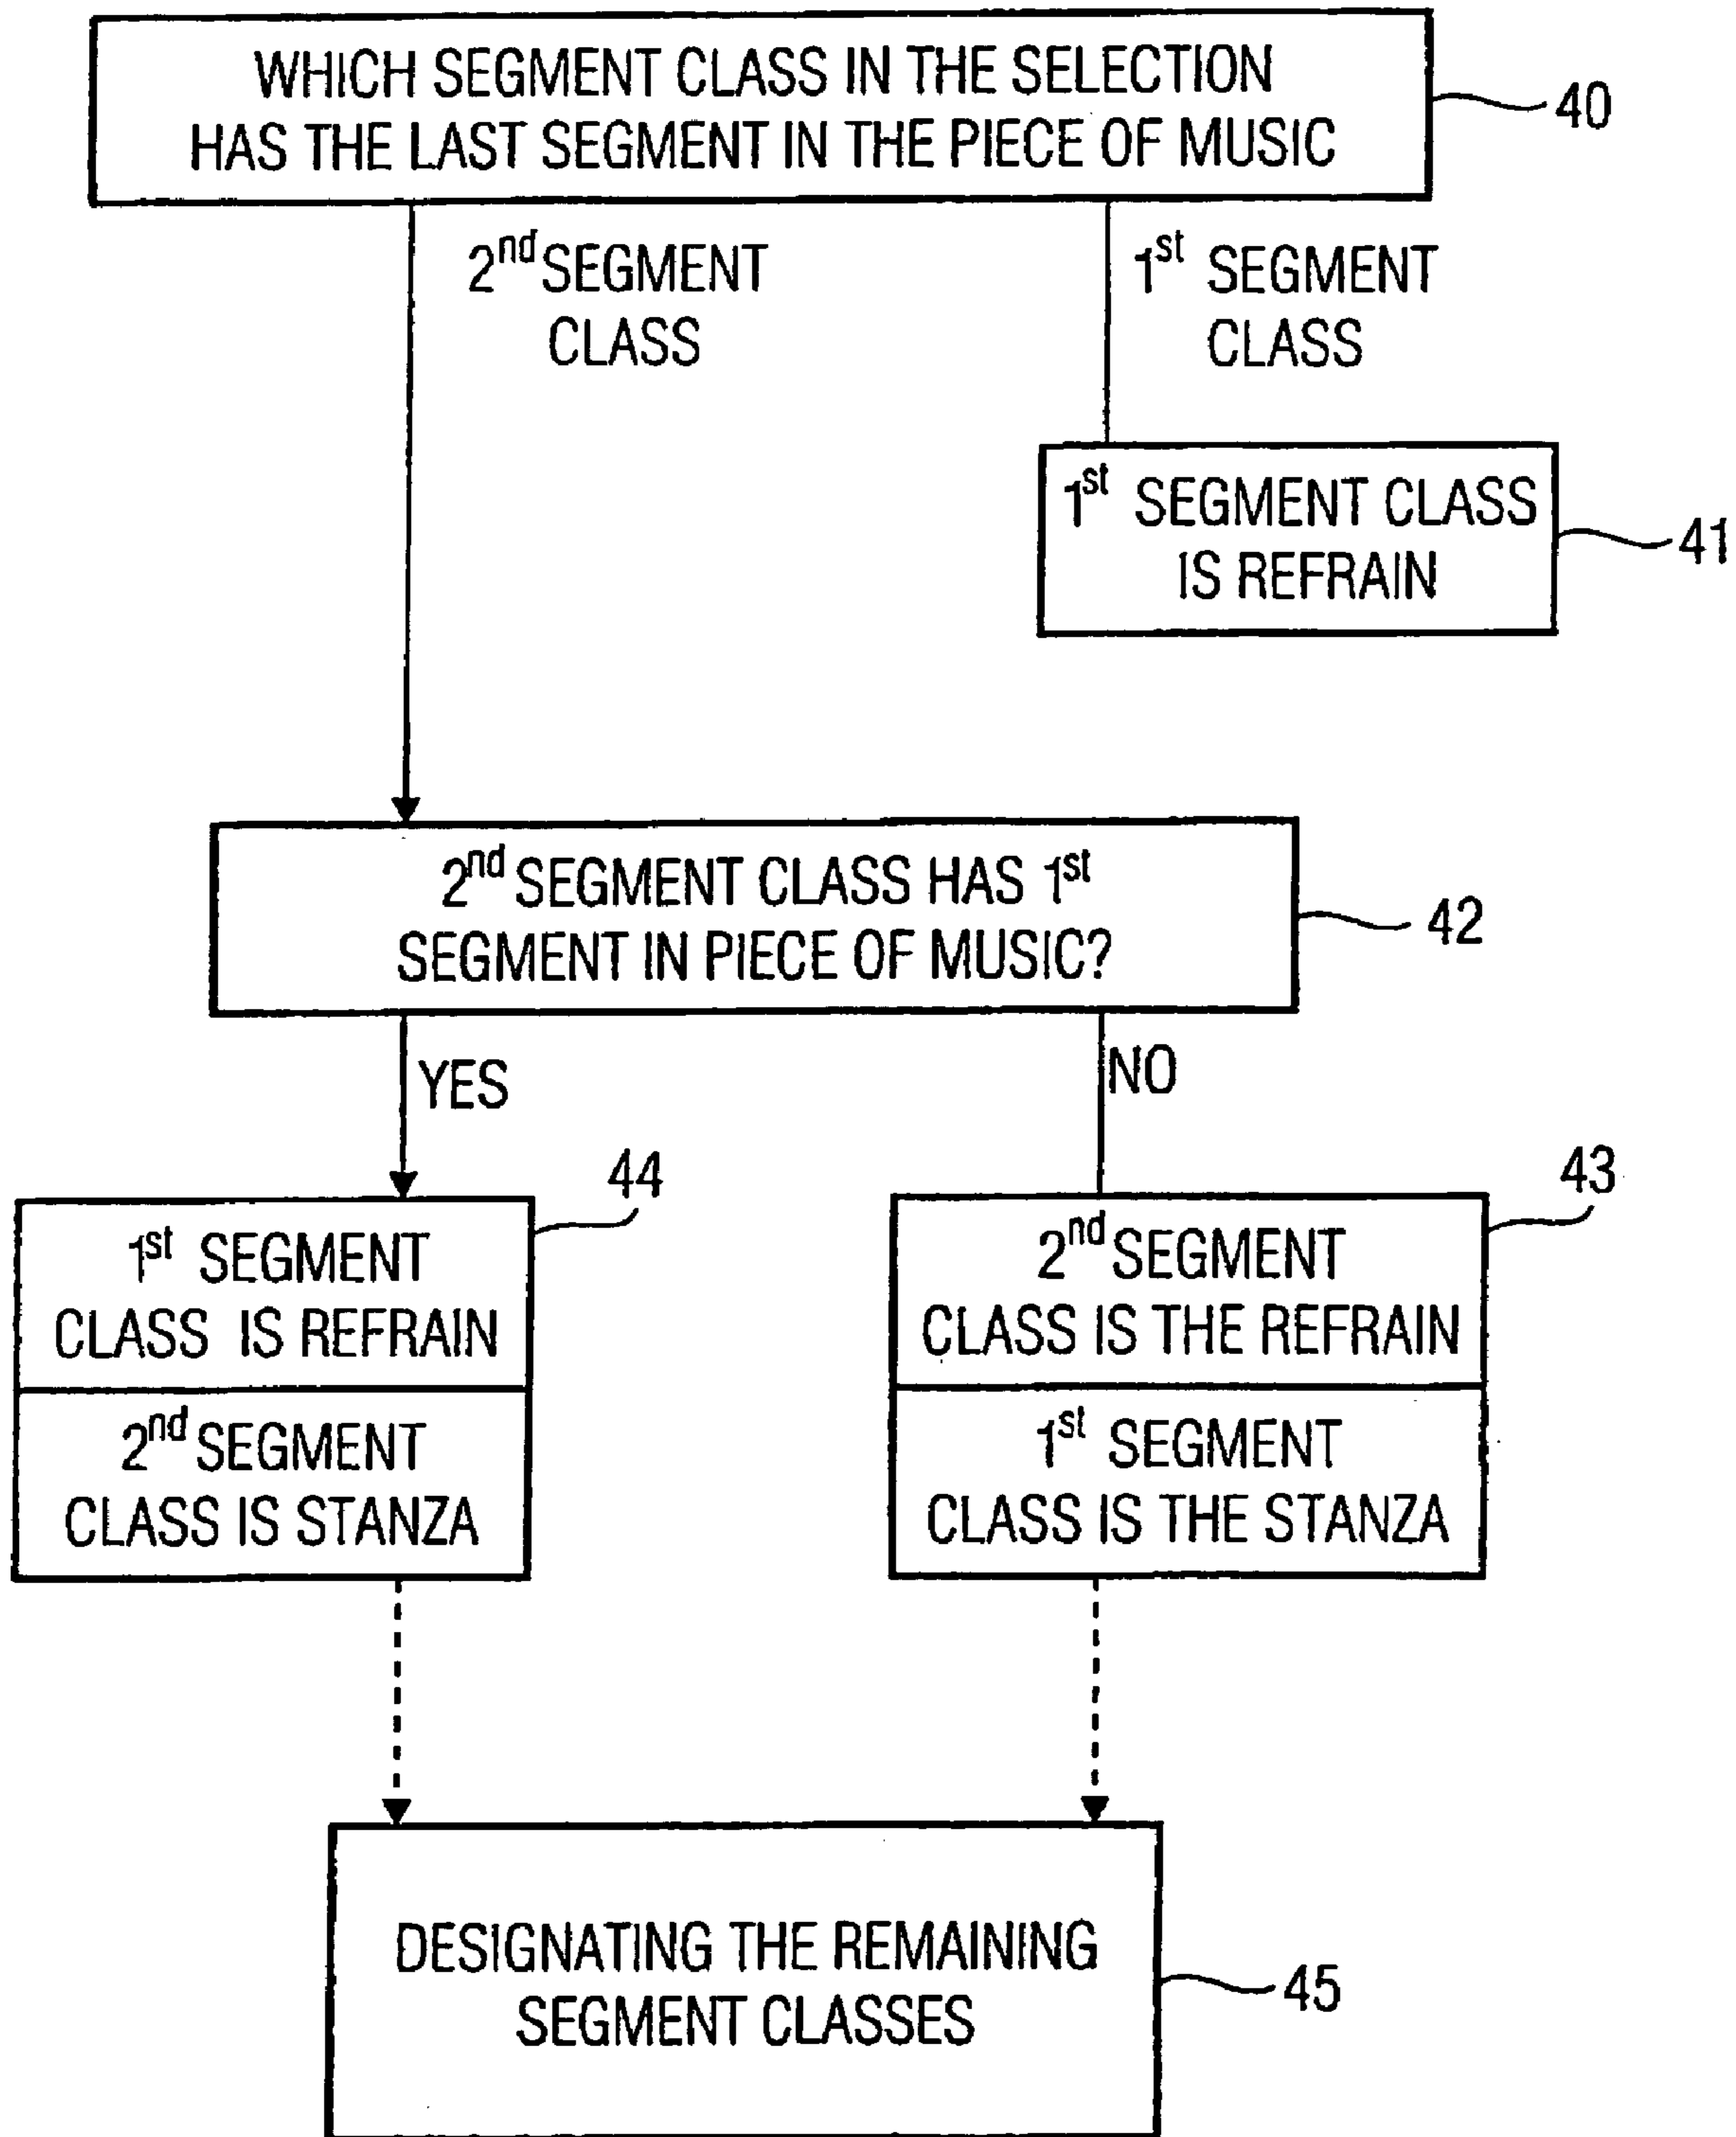 WHICH SEGMENT CLASS IN THE SELECTION
HAS THE LAST SEGMENT IN THE PIECE OF MUSIC
40
2nd SEGMENT
CLASS
1st SEGMENT
CLASS
1st SEGMENT CLASS
IS REFRAIN
41
2nd SEGMENT CLASS HAS 1st
SEGMENT IN PIECE OF MUSIC?
42
YES
NO
44
43
1st SEGMENT
CLASS IS REFRAIN
2nd SEGMENT
CLASS IS STANZA
2nd SEGMENT
CLASS IS THE REFRAIN
1st SEGMENT
CLASS IS THE STANZA
DESIGNATING THE REMAINING
SEGMENT CLASSES
45